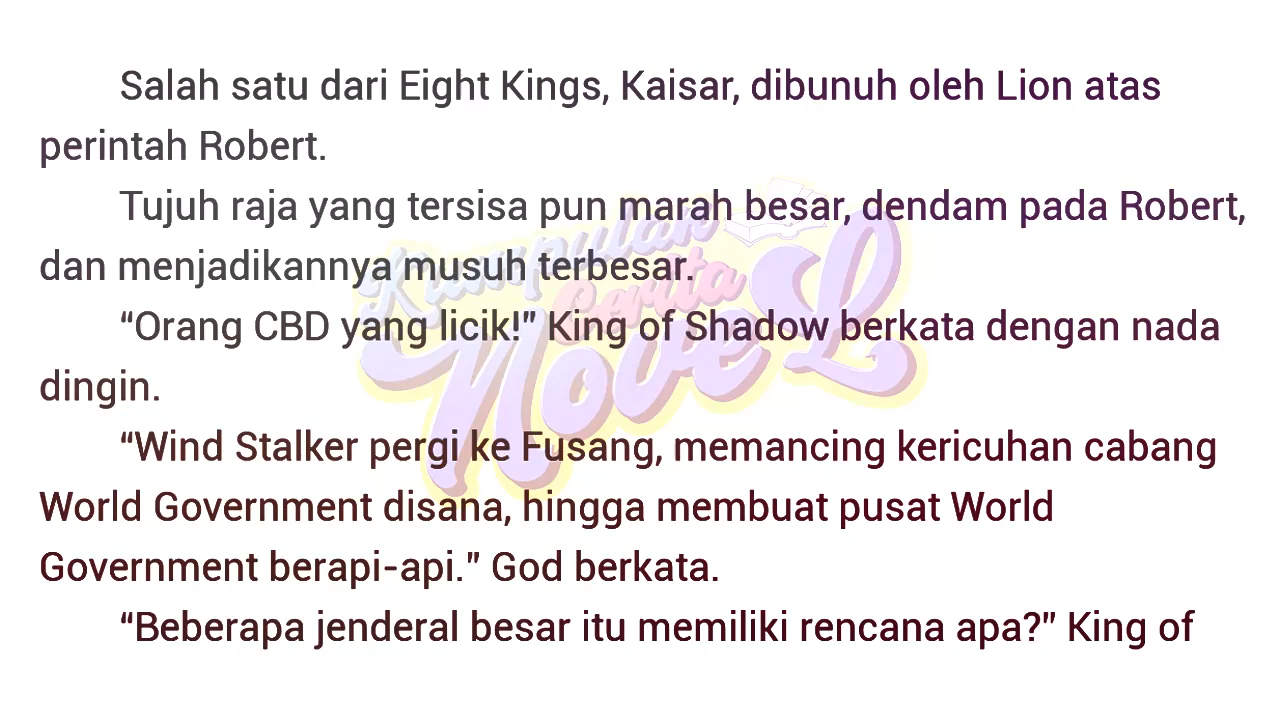 Salah satu dari Eight Kings, Kaisar, dibunuh oleh Lion atas
perintah Robert.
Tujuh raja yang tersisa pun marah besar, dendam pada Robert,
dan menjadikannya musuh terbesar.
“Orang CBD yang licik!” King of Shadow berkata dengan nada
dingin.
“Wind Stalker pergi ke Fusang, memancing kericuhan cabang
World Government disana, hingga membuat pusat World
Government berapi-api.” God berkata.
“Beberapa jenderal besar itu memiliki rencana apa?” King of
Kumpulan
Cerita
Novel